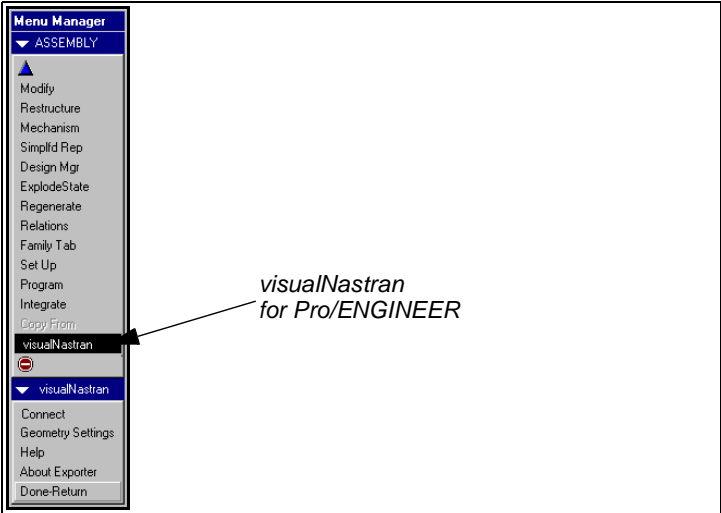 Menu Manager
ASSEMBLY
Modify
Restructure
Mechanism
Simplfd Rep
Design Mgr
ExplodeState
Regenerate
Relations
Family Tab
Set Up
Program
Integrate
Copy From
visualNastran
visualNastran
Connect
Geometry Settings
Help
About Exporter
Done-Return
visualNastran
for Pro/ENGINEER